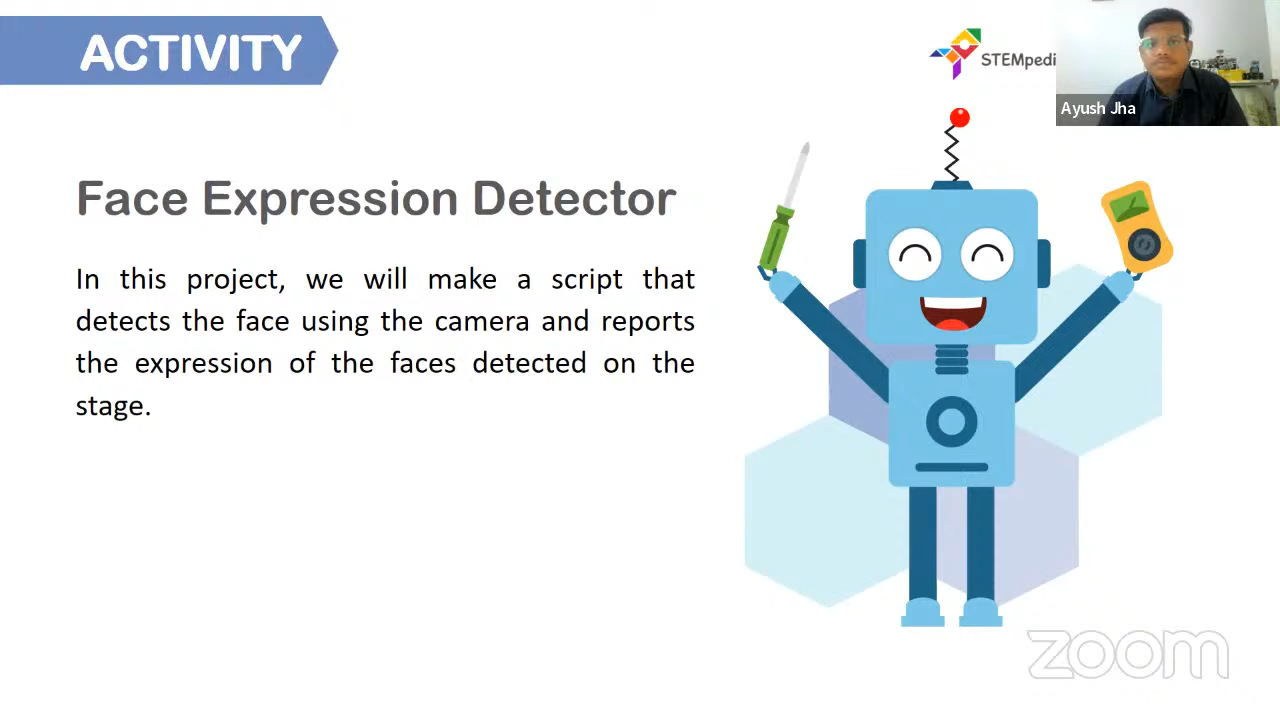 ACTIVITY
STEMpedi
Ayush Jha
Face Expression Detector
In this project, we will make a script that
detects the face using the camera and reports
the expression of the faces detected on the
stage.
zoom